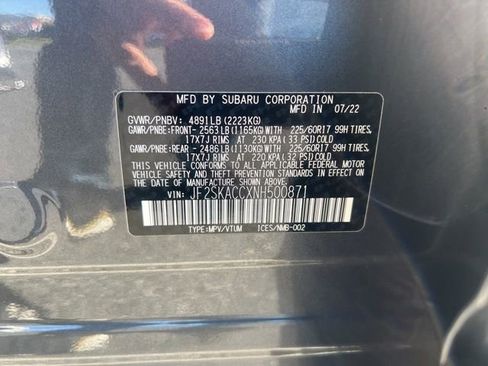 MFD BY SUBARU CORPORATION
MFD IN 07/22
GVWR/PNBV: 4891LB(2223KG)
GAWR/PNBE:FRONT-2563LB(1165KG)WITH 225/60R17 99H TIRES,
17X7J RIMS AT 230 KPA(33 PSI)COLD
GAWR/PNBE:REAR-2486LB(1130KG)WITH 225/60R17 99H TIRES,
17X7J RIMS AT 220 KPA(32 PSI)COLD
THIS VEHICLE CONFORMS TO ALL APPLICABLE FEDERAL MOTOR
VEHICLE SAFETY AND BUMPER STANDARDS IN EFFECT ON
THE DATE OF MANUFACTURE SHOWN ABOVE.
VIN: JF2SKACCXNH500871
TYPE:MPV/VTUM ICES/NMB-002